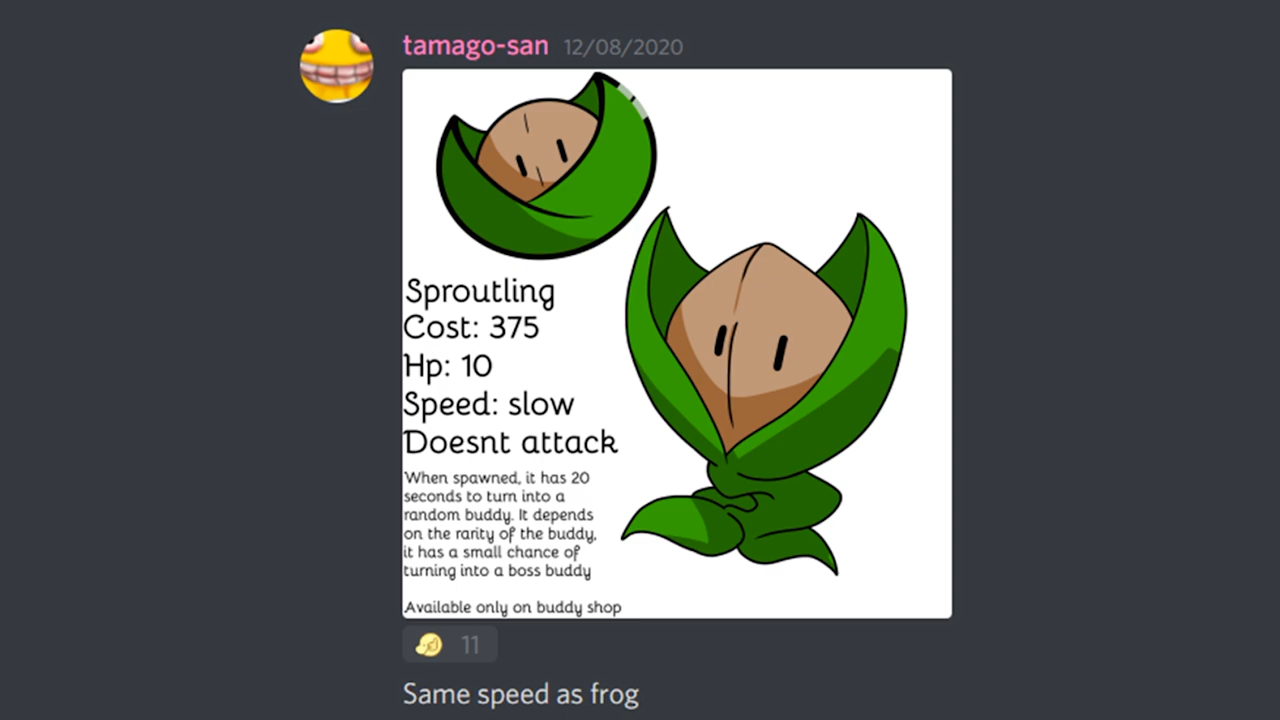 tamago-san 12/08/2020
Sproutling
Cost: 375
Hp: 10
Speed: slow
Doesnt attack
When spawned, it has 20
seconds to turn into a
random buddy. It depends
on the rarity of the buddy,
it has a small chance of
turning into a boss buddy
Available only on buddy shop
11
Same speed as frog